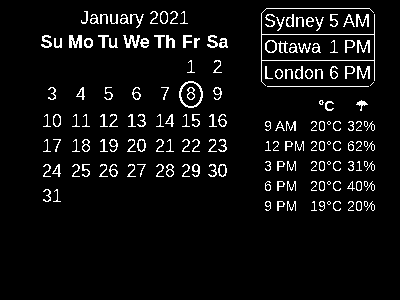 January 2021
Su Mo Tu We Th Fr Sa
1 2
3 4 5 6 7 8 9
10 11 12 13 14 15 16
17 18 19 20 21 22 23
24 25 26 27 28 29 30
31
Sydney 5 AM
Ottawa 1 PM
London 6 PM
°C ☂
9 AM 20°C 32%
12 PM 20°C 62%
3 PM 20°C 31%
6 PM 20°C 40%
9 PM 19°C 20%